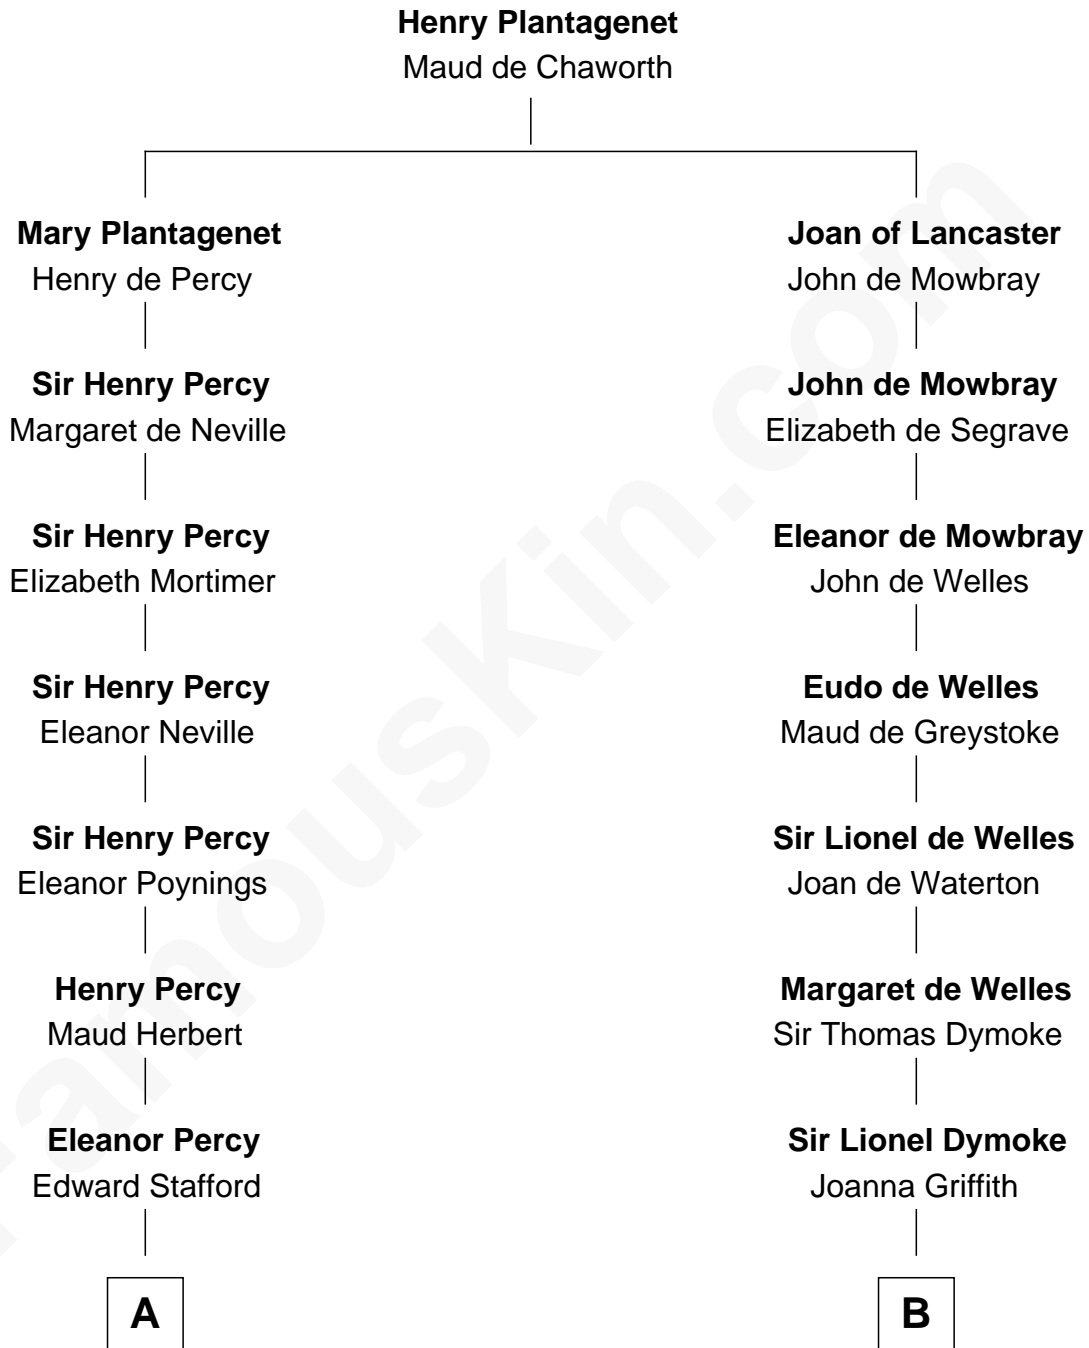 Henry Plantagenet
Maud de Chaworth
Mary Plantagenet
Henry de Percy
Sir Henry Percy
Margaret de Neville
Sir Henry Percy
Elizabeth Mortimer
Sir Henry Percy
Eleanor Neville
Sir Henry Percy
Eleanor Poynings
Henry Percy
Maud Herbert
Eleanor Percy
Edward Stafford
A
Joan of Lancaster
John de Mowbray
John de Mowbray
Elizabeth de Segrave
Eleanor de Mowbray
John de Welles
Eudo de Welles
Maud de Greystoke
Sir Lionel de Welles
Joan de Waterton
Margaret de Welles
Sir Thomas Dymoke
Sir Lionel Dymoke
Joanna Griffith
B
FamousKin.com